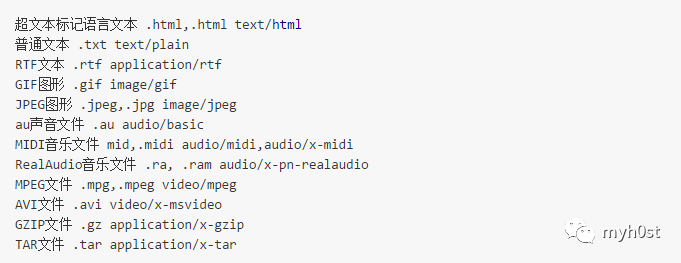 超文本标记语言文本 .html,.html text/html
普通文本 .txt text/plain
RTF文本 .rtf application/rtf
GIF图形 .gif image/gif
JPEG图形 .jpeg,.jpg image/jpeg
au声音文件 .au audio/basic
MIDI音乐文件 mid,.midi audio/midi,audio/x-midi
RealAudio音乐文件 .ra, .ram audio/x-pn-realaudio
MPEG文件 .mpg,.mpeg video/mpeg
AVI文件 .avi video/x-msvideo
GZIP文件 .gz application/x-gzip
TAR文件 .tar application/x-tar
myh0st